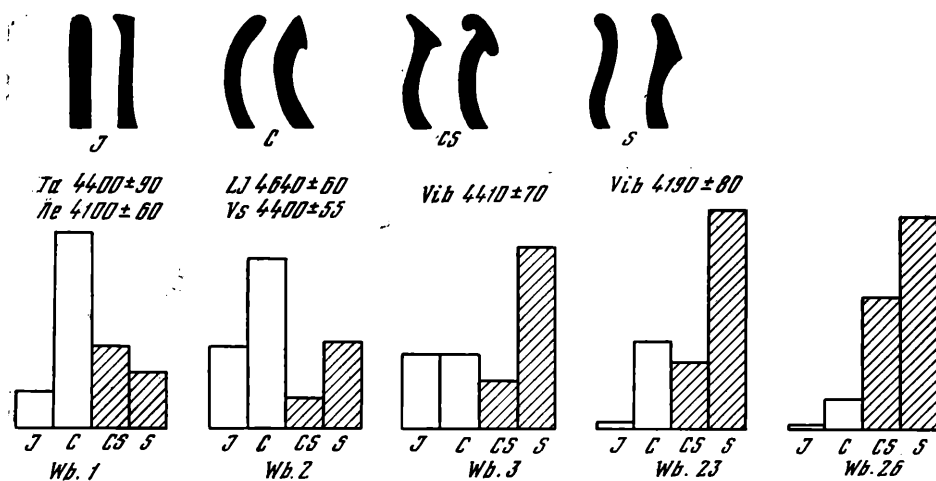 J C CS S
Ta 4400±90 LJ 4640±60 Vib 4410±70 Vib 4190±80
Ле 4100±60 Vs 4400±55
J C CS S J C CS S J C CS S J C CS S J C CS S
Wb. 1 Wb. 2 Wb. 3 Wb. 23 Wb. 26